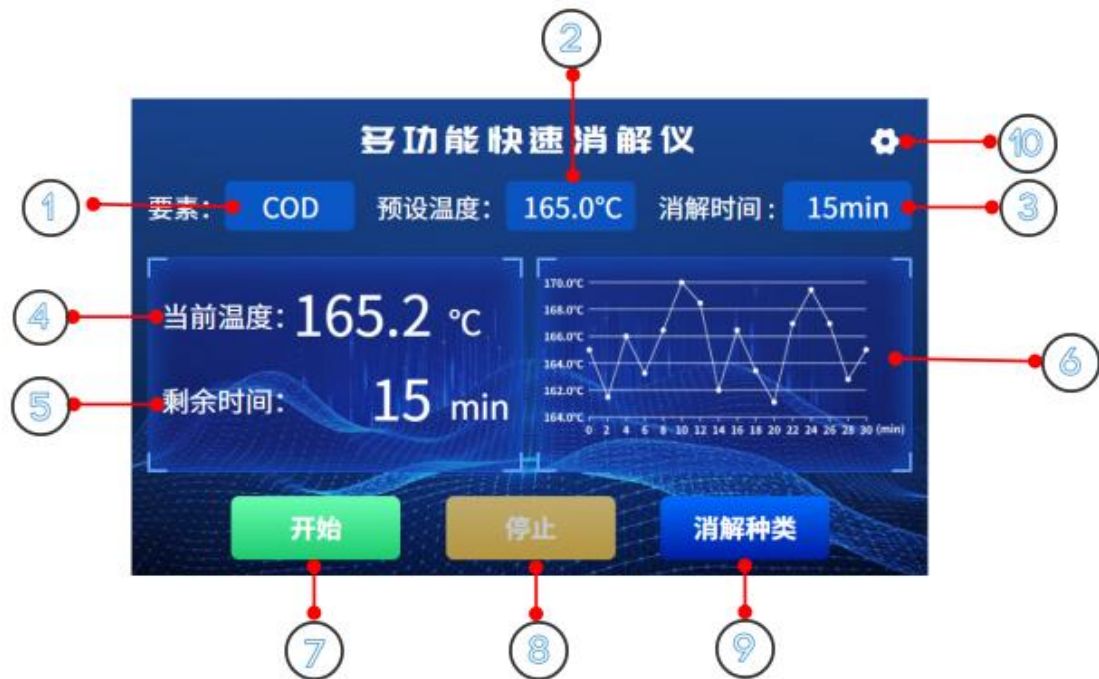 ②
多功能快速消解仪
⑩
①
要素： COD 预设温度： 165.0°C 消解时间： 15min
③
④
当前温度：165.2 °C
⑤
剩余时间： 15 min
170.0°C
168.0°C
166.0°C
164.0°C
162.0°C
164.0°C
0 2 4 6 8 10 12 14 16 18 20 22 24 26 28 30 (min)
⑥
开始 停止 消解种类
⑦ ⑧ ⑨